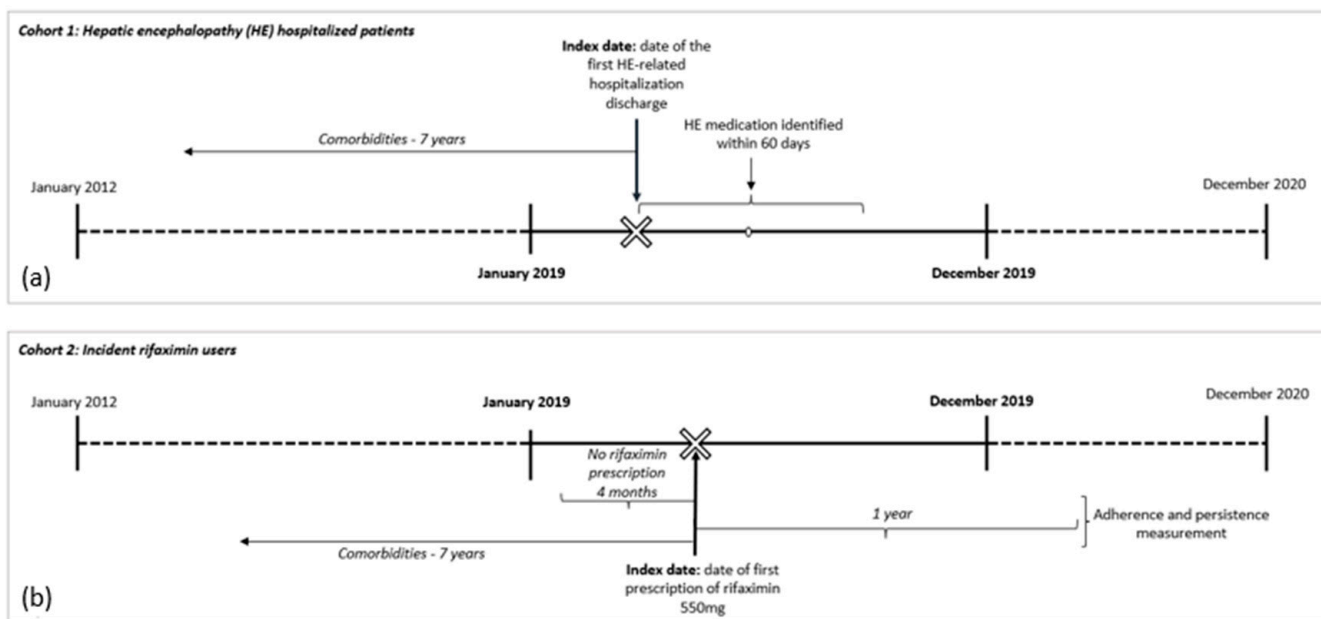 Cohort 1: Hepatic encephalopathy (HE) hospitalized patients
Index date: date of the
first HE-related
hospitalization
discharge
HE medication identified
within 60 days
Comorbidities - 7 years
January 2012
December 2020
January 2019
December 2019
(a)
Cohort 2: Incident rifaximin users
January 2012
January 2019
December 2019
December 2020
No rifaximin
prescription
4 months
1 year
Adherence and persistence
measurement
Comorbidities - 7 years
Index date: date of first
prescription of rifaximin
550mg
(b)